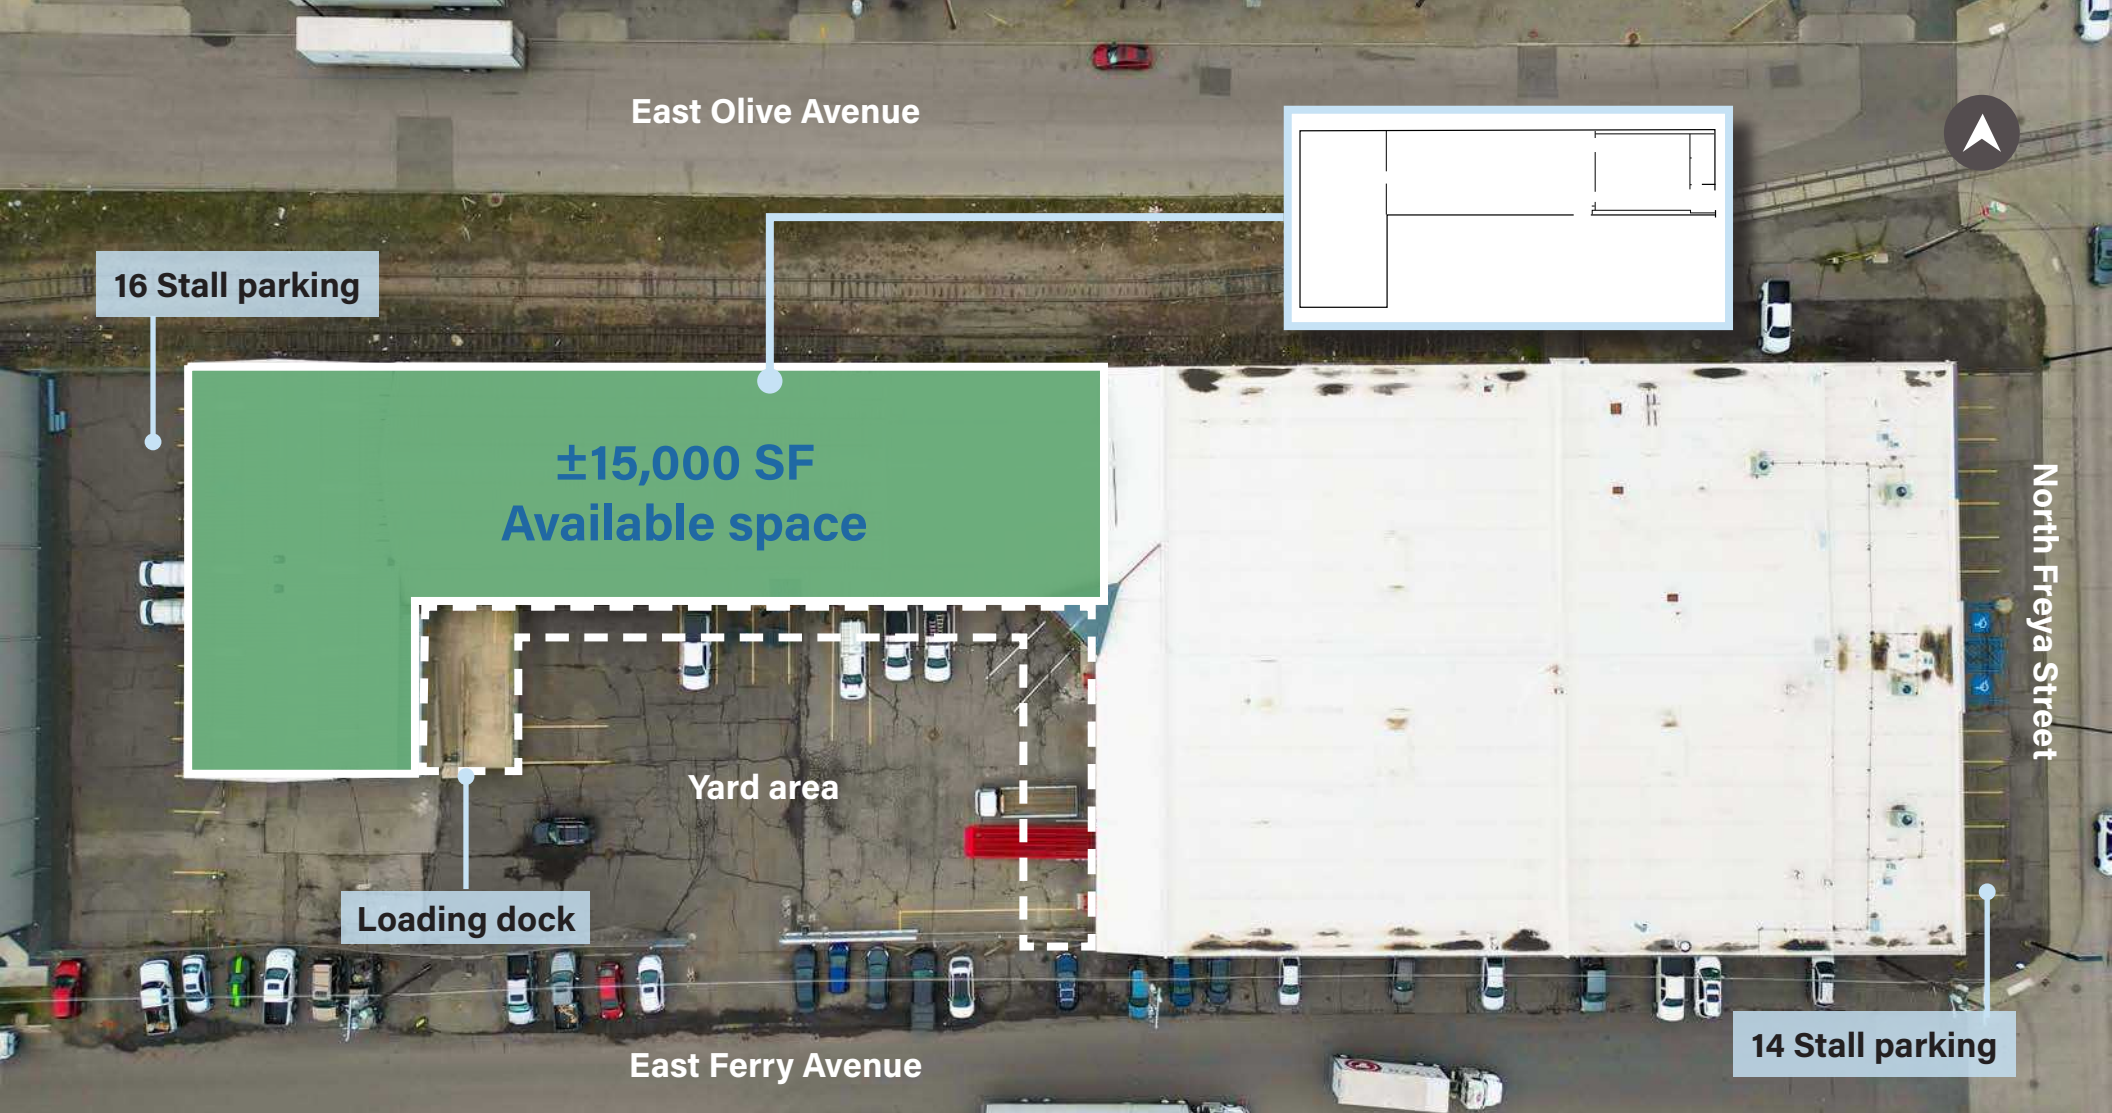 East Olive Avenue
16 Stall parking
±15,000 SF
Available space
North Freya Street
Yard area
Loading dock
14 Stall parking
East Ferry Avenue